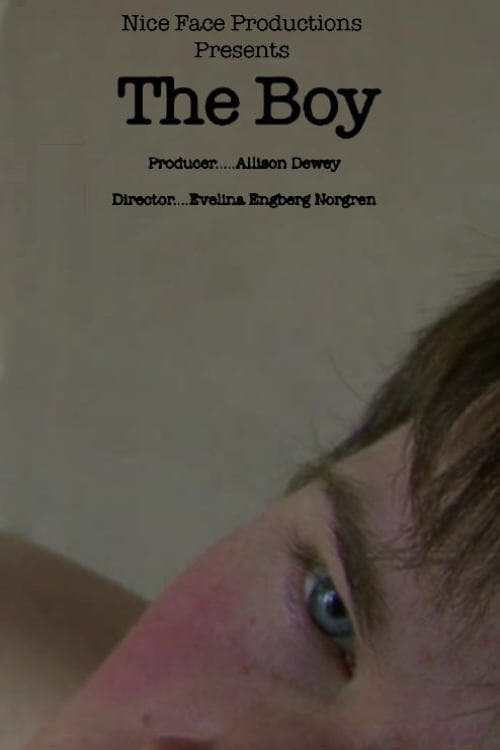 Nice Face Productions
Presents
The Boy
Producer.....Allison Dewey
Director....Evelina Engberg Norgren